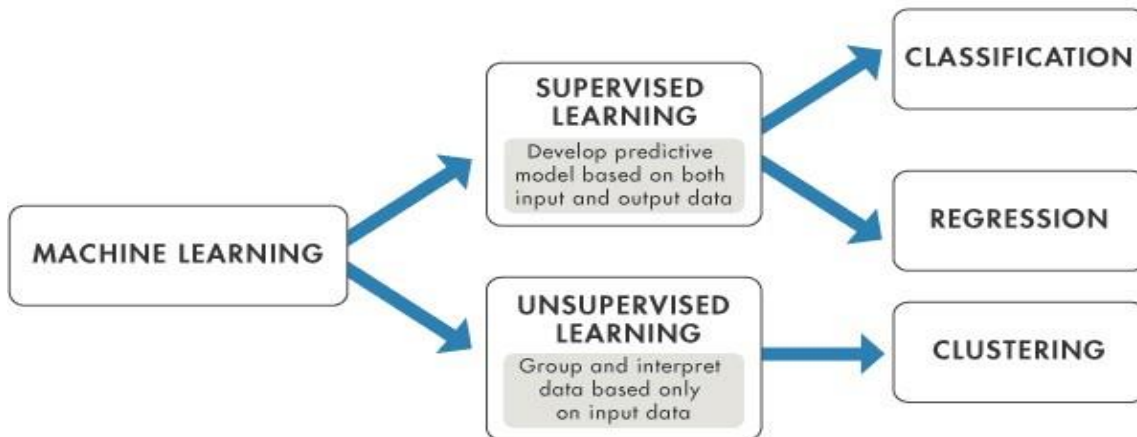 MACHINE LEARNING
SUPERVISED
LEARNING
Develop predictive
model based on both
input and output data
UNSUPERVISED
LEARNING
Group and interpret
data based only
on input data
CLASSIFICATION
REGRESSION
CLUSTERING